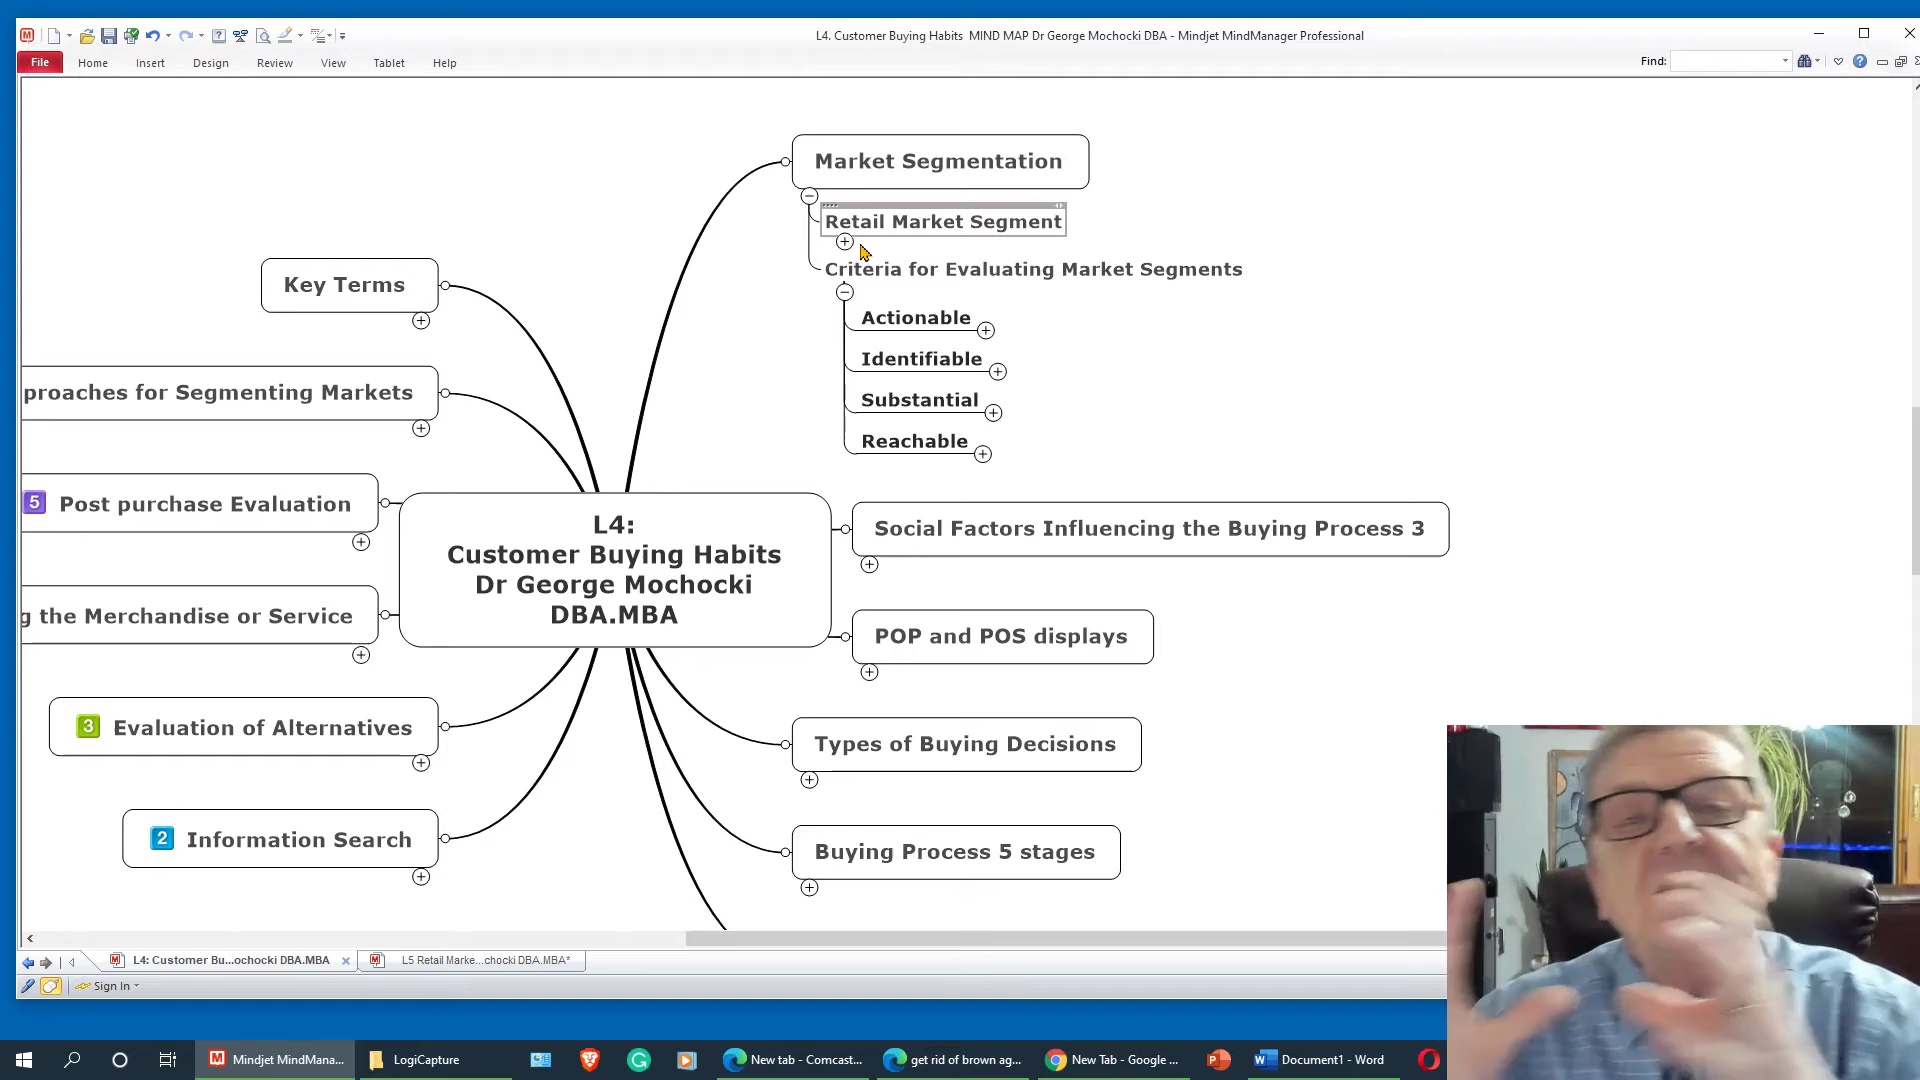 L4. Customer Buying Habits  MIND MAP Dr George Mochocki DBA - Mindjet MindManager Professional
File Home Insert Design Review View Tablet Help
Find:
Market Segmentation
Retail Market Segment
Criteria for Evaluating Market Segments
Actionable
Identifiable
Substantial
Reachable
Key Terms
proaches for Segmenting Markets
5 Post purchase Evaluation
g the Merchandise or Service
3 Evaluation of Alternatives
2 Information Search
L4:
Customer Buying Habits
Dr George Mochocki
DBA.MBA
Social Factors Influencing the Buying Process 3
POP and POS displays
Types of Buying Decisions
Buying Process 5 stages
L4: Customer Bu...ochocki DBA.MBA
L5 Retail Marke...chocki DBA.MBA*
Sign In
Mindjet MindMana...
LogiCapture
New tab - Comcast...
get rid of brown ag...
New Tab - Google ...
Document1 - Word